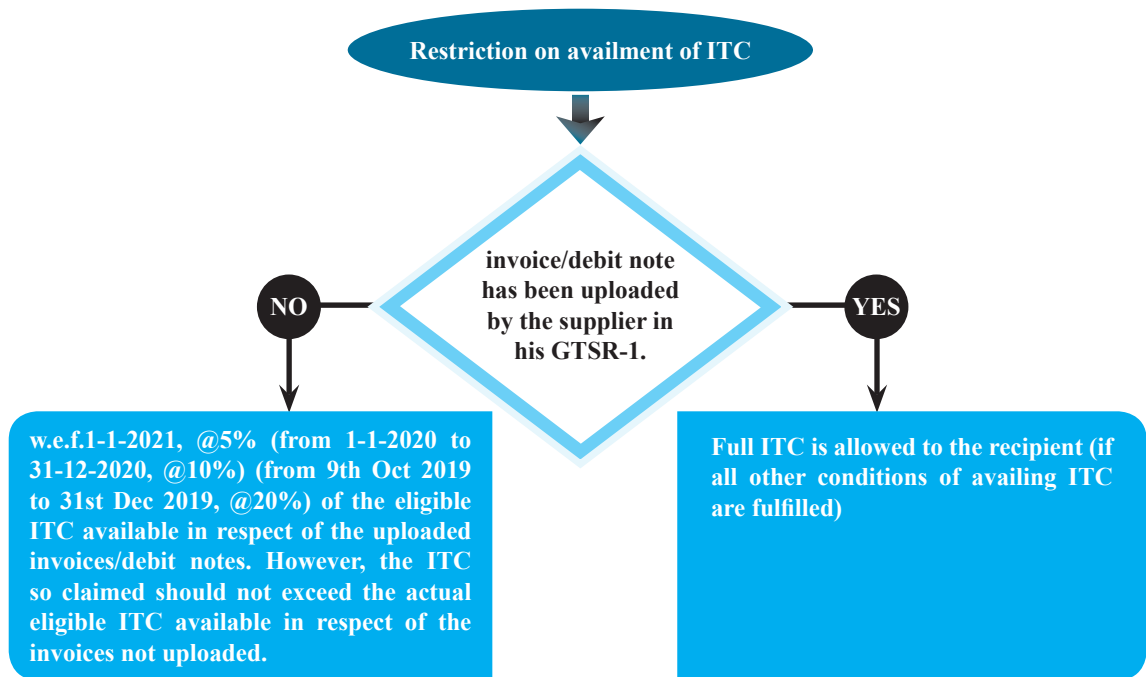 Restriction on availment of ITC
invoice/debit note
has been uploaded
by the supplier in
his GTSR-1.
NO
YES
w.e.f.1-1-2021, @5% (from 1-1-2020 to
31-12-2020, @10%) (from 9th Oct 2019
to 31st Dec 2019, @20%) of the eligible
ITC available in respect of the uploaded
invoices/debit notes. However, the ITC
so claimed should not exceed the actual
eligible ITC available in respect of the
invoices not uploaded.
Full ITC is allowed to the recipient (if
all other conditions of availing ITC
are fulfilled)